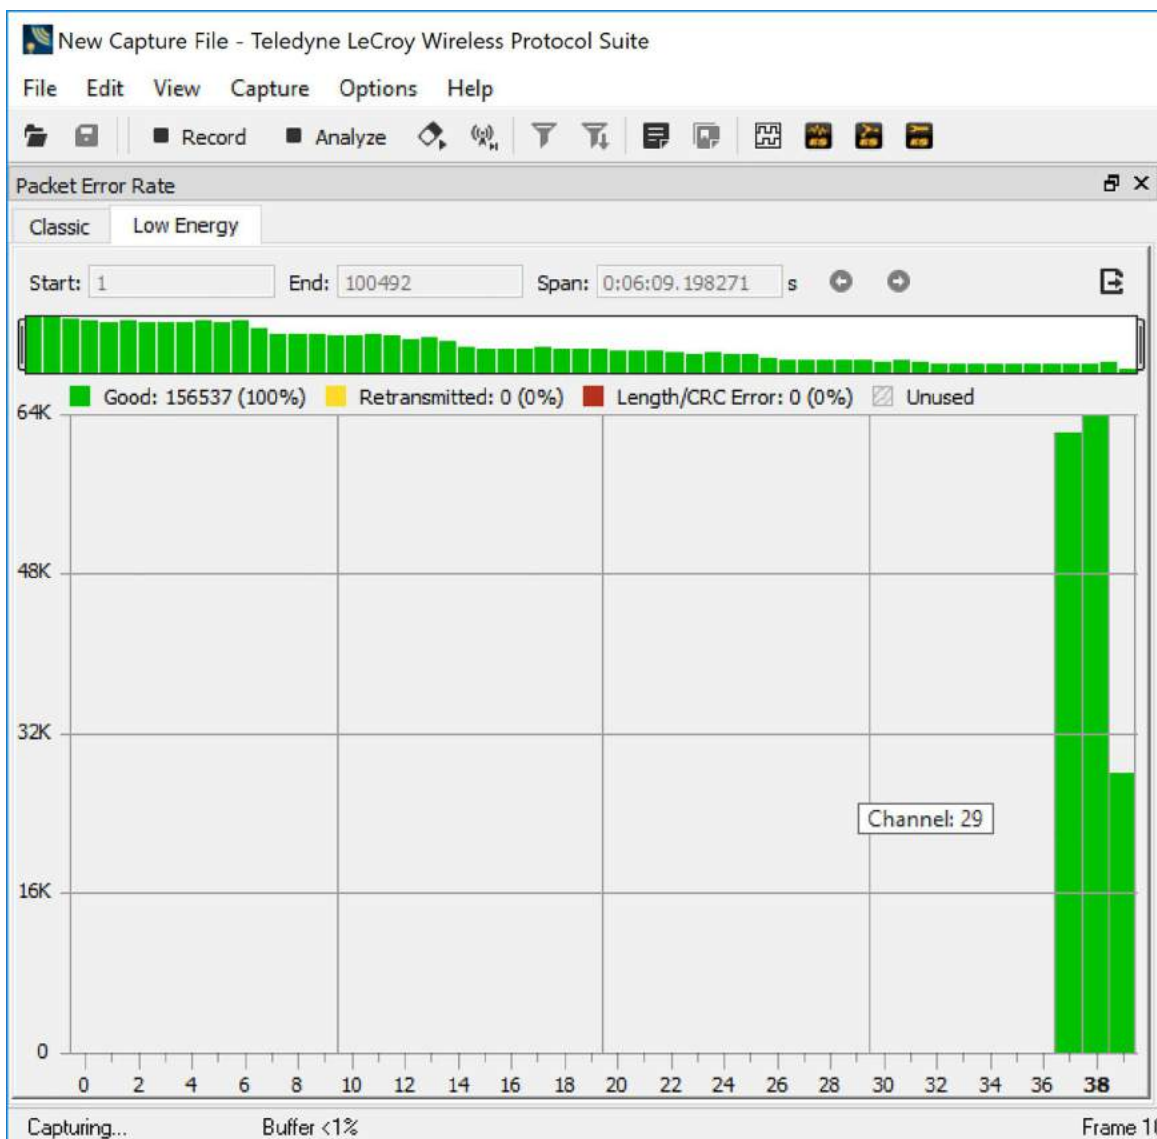 New Capture File - Teledyne LeCroy Wireless Protocol Suite
File Edit View Capture Options Help
Record Analyze
Packet Error Rate
Classic Low Energy
Start: 1 End: 100492 Span: 0:06:09.198271 s
Good: 156537 (100%) Retransmitted: 0 (0%) Length/CRC Error: 0 (0%) Unused
64K
48K
32K
Channel: 29
16K
0
0 2 4 6 8 10 12 14 16 18 20 22 24 26 28 30 32 34 36 38
Capturing... Buffer <1% Frame